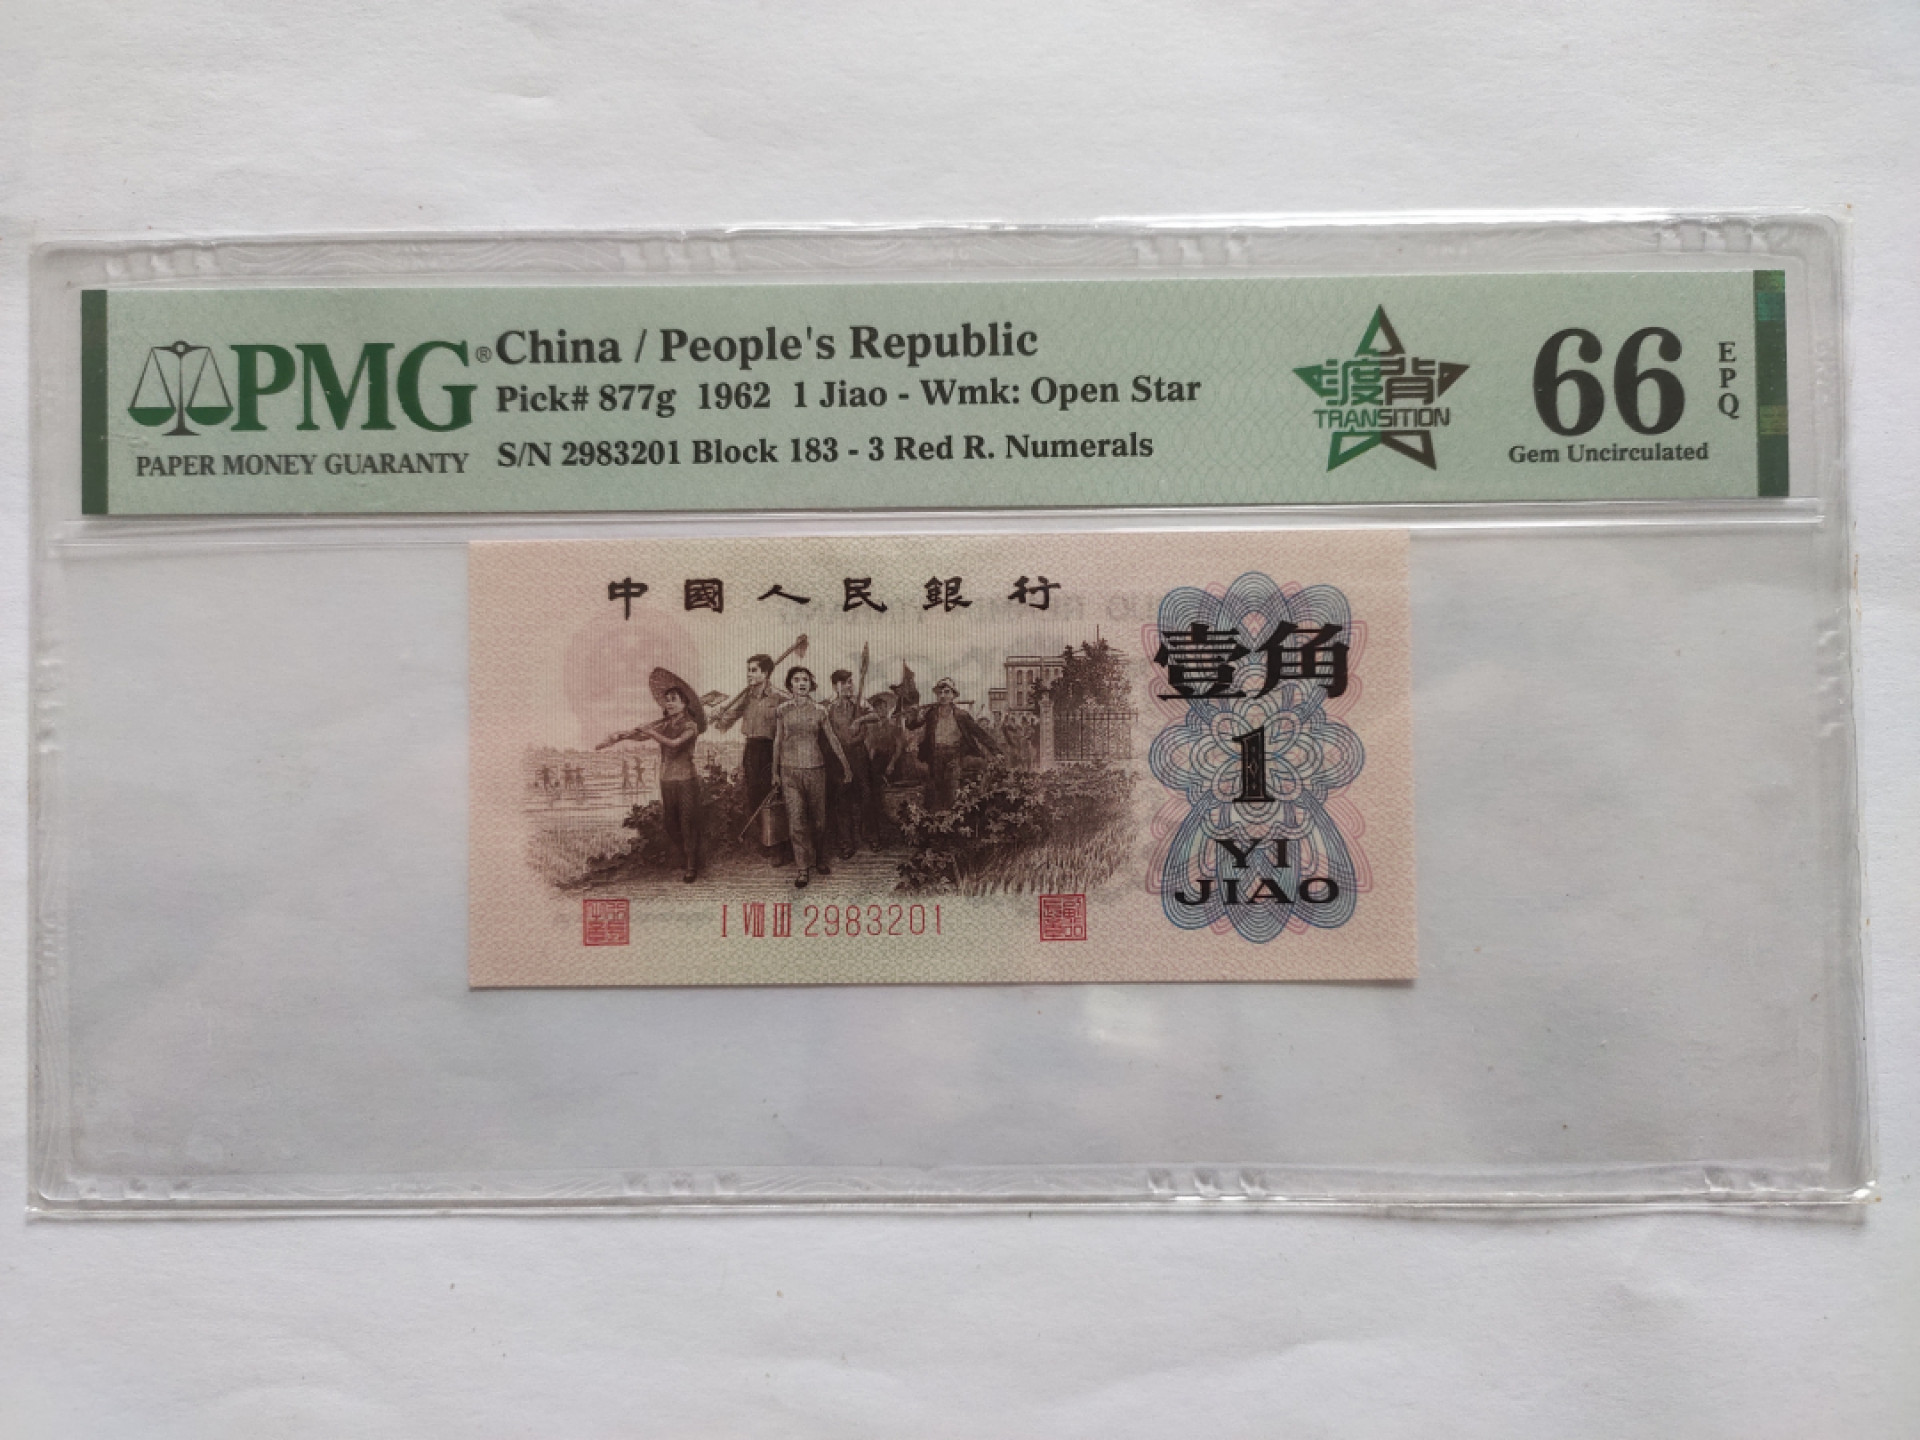 PMG®
PAPER MONEY GUARANTY
China / People's Republic
Pick# 877g 1962 1 Jiao - Wmk: Open Star
S/N 2983201 Block 183 - 3 Red R. Numerals
渡背
TRANSITION
66
EPQ
Gem Uncirculated
中國人民銀行
壹角
1
YI
JIAO
I VIII III 2983201